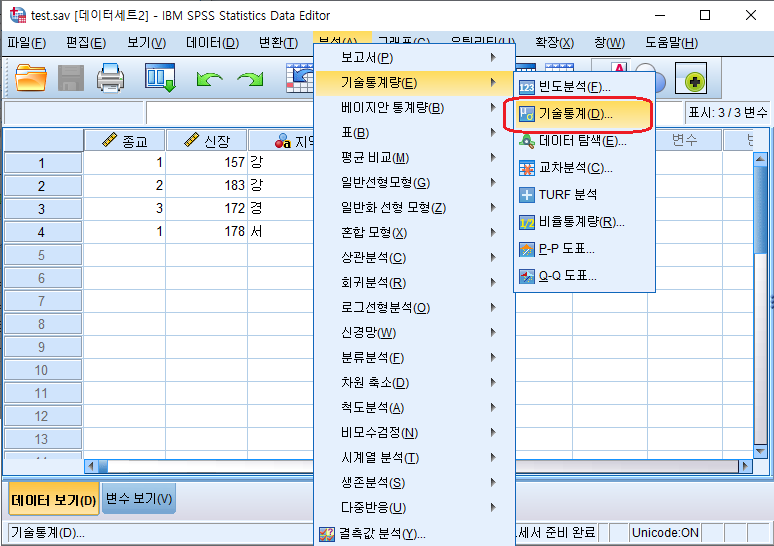 test.sav [데이터세트2] - IBM SPSS Statistics Data Editor
파일(F) 편집(E) 보기(V) 데이터(D) 변환(T) 분석(A) 그래프(G) 유틸리티(U) 확장(X) 창(W) 도움말(H)
표시: 3 / 3 변수
종교 신장 지역 변수
1 1 157 강
2 2 183 강
3 3 172 경
4 1 178 서
5
6
7
8
9
10
11
12
13
보고서(P)
기술통계량(E)
베이지안 통계량(B)
표(B)
평균 비교(M)
일반선형모형(G)
일반화 선형 모형(Z)
혼합 모형(X)
상관분석(C)
회귀분석(R)
로그선형분석(O)
신경망(W)
분류분석(F)
차원 축소(D)
척도분석(A)
비모수검정(N)
시계열 분석(T)
생존분석(S)
다중반응(U)
결측값 분석(Y)...
빈도분석(F)...
기술통계(D)...
데이터 탐색(E)...
교차분석(C)...
TURF 분석
비율통계량(R)...
P-P 도표...
Q-Q 도표...
데이터 보기(D) 변수 보기(V)
기술통계(D)... 세서 준비 완료 Unicode:ON